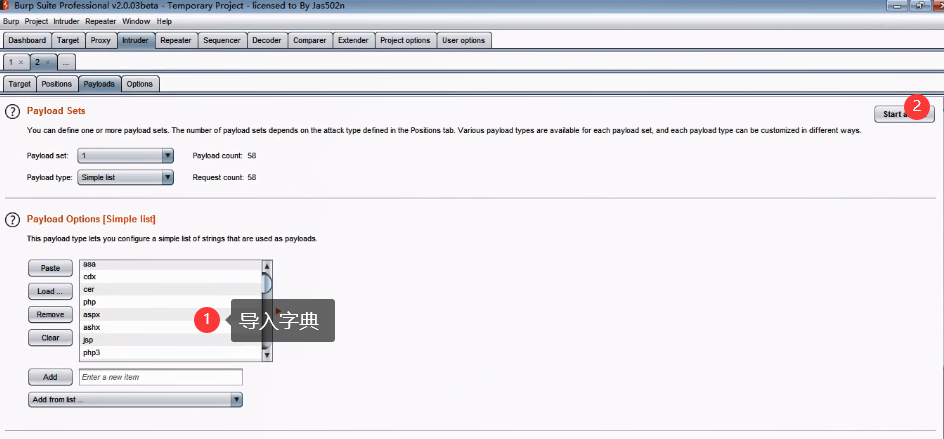 Burp Suite Professional v2.0.03beta - Temporary Project - licensed to By Jas502n
Burp Project Intruder Repeater Window Help
Dashboard Target Proxy Intruder Repeater Sequencer Decoder Comparer Extender Project options User options
1 × 2 × ...
Target Positions Payloads Options
? Payload Sets
Start a
2
You can define one or more payload sets. The number of payload sets depends on the attack type defined in the Positions tab. Various payload types are available for each payload set, and each payload type can be customized in different ways.
Payload set: 1 Payload count: 58
Payload type: Simple list Request count: 58
? Payload Options [Simple list]
This payload type lets you configure a simple list of strings that are used as payloads.
Paste
Load ...
Remove
Clear
asa
cdx
cer
php
aspx
ashx
jsp
php3
1 导入字典
Add Enter a new item
Add from list ...